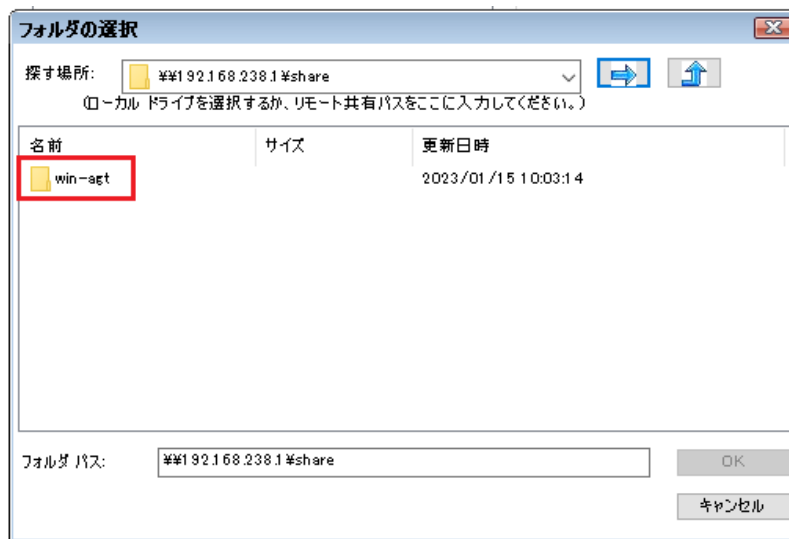 フォルダの選択
探す場所: ¥¥192.168.238.1¥share
(ローカル ドライブを選択するか、リモート共有パスをここに入力してください。)
名前 サイズ 更新日時
win-agt 2023/01/15 10:03:14
フォルダ パス: ¥¥192.168.238.1¥share
OK
キャンセル